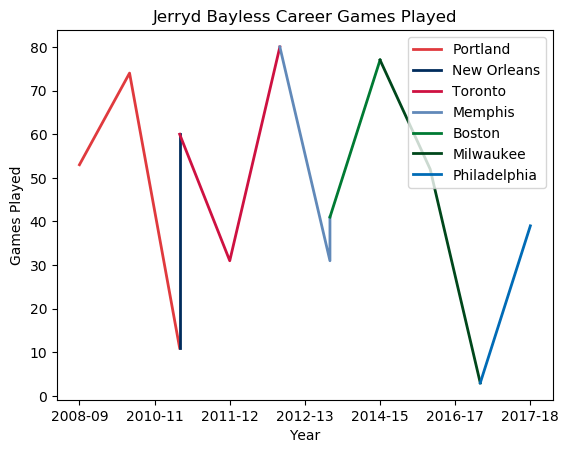 Jerryd Bayless Career Games Played
Portland
New Orleans
Toronto
Memphis
Boston
Milwaukee
Philadelphia
Games Played
80
70
60
50
40
30
20
10
0
2008-09 2010-11 2011-12 2012-13 2014-15 2016-17 2017-18
Year